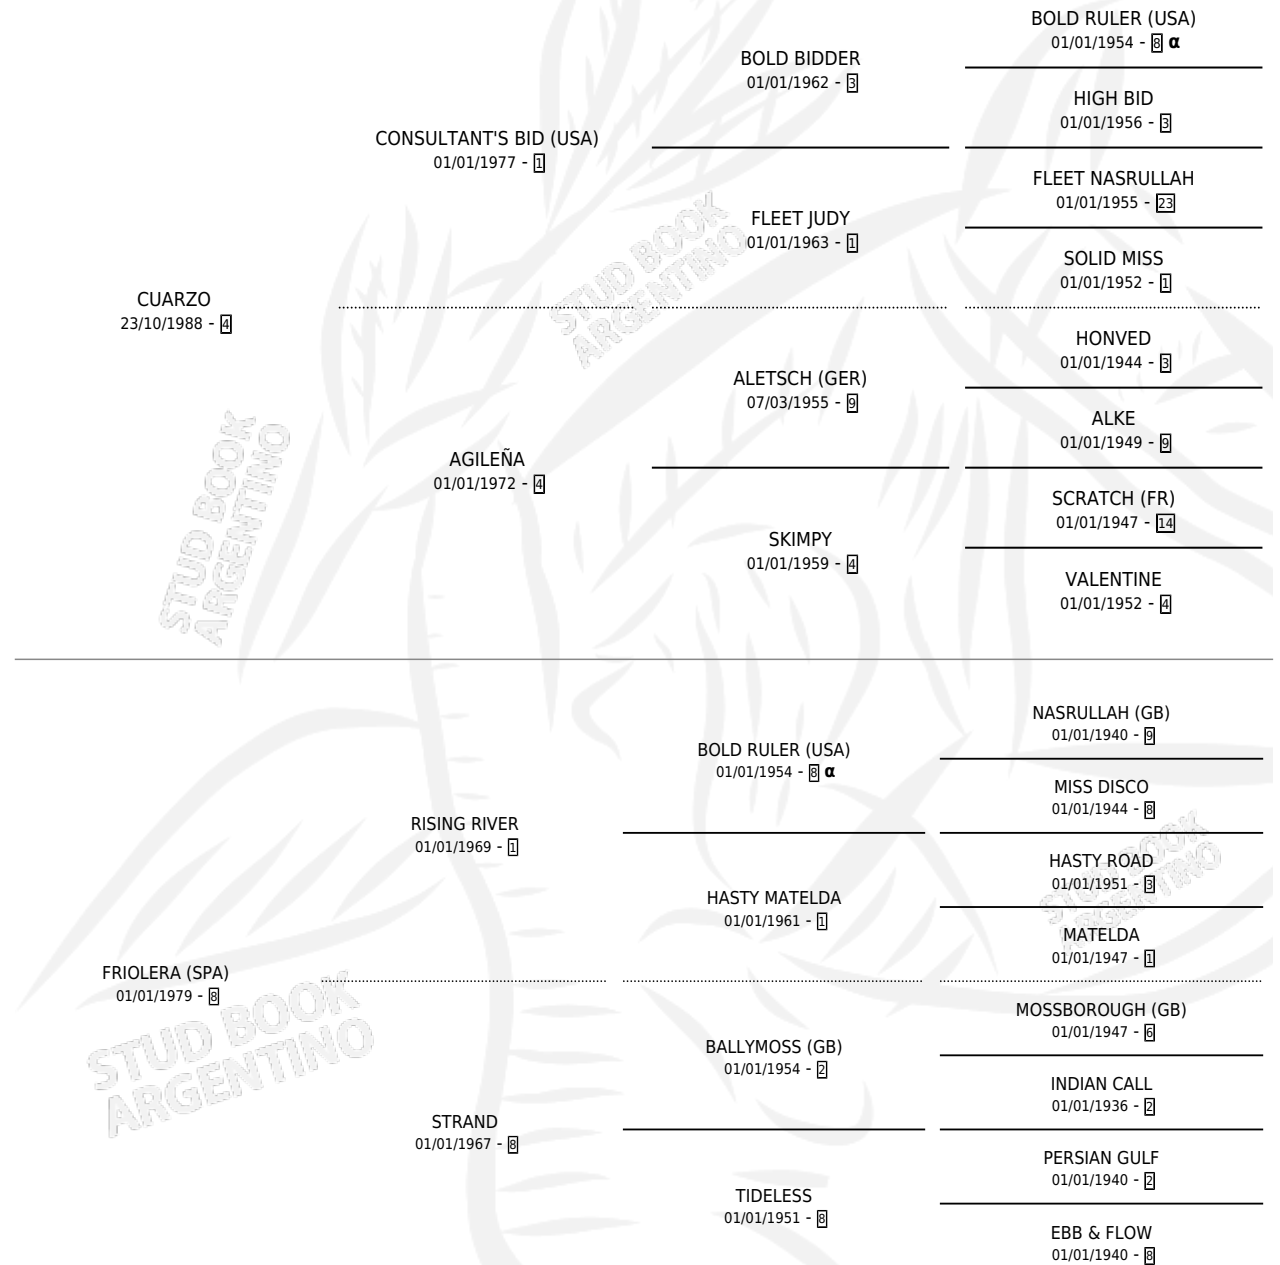 BOLD RULER (USA)
01/01/1954 - 8 α
BOLD BIDDER
01/01/1962 - 3
HIGH BID
01/01/1956 - 3
CONSULTANT'S BID (USA)
01/01/1977 - 1
FLEET NASRULLAH
01/01/1955 - 23
FLEET JUDY
01/01/1963 - 1
SOLID MISS
01/01/1952 - 1
STUD BOOK
ARGENTINO
CUARZO
23/10/1988 - 4
HONVED
01/01/1944 - 3
ALETSCH (GER)
07/03/1955 - 9
ALKE
01/01/1949 - 9
AGILEÑA
01/01/1972 - 4
SCRATCH (FR)
01/01/1947 - 14
SKIMPY
01/01/1959 - 4
VALENTINE
01/01/1952 - 4
STUD BOOK
ARGENTINO
NASRULLAH (GB)
01/01/1940 - 9
BOLD RULER (USA)
01/01/1954 - 8 α
MISS DISCO
01/01/1944 - 8
RISING RIVER
01/01/1969 - 1
HASTY ROAD
01/01/1951 - 3
HASTY MATELDA
01/01/1961 - 1
MATELDA
01/01/1947 - 1
STUD BOOK
ARGENTINO
FRIOLERA (SPA)
01/01/1979 - 8
MOSSBOROUGH (GB)
01/01/1947 - 6
BALLYMOSS (GB)
01/01/1954 - 2
INDIAN CALL
01/01/1936 - 2
STRAND
01/01/1967 - 8
PERSIAN GULF
01/01/1940 - 2
TIDELESS
01/01/1951 - 8
EBB & FLOW
01/01/1940 - 8
STUD BOOK
ARGENTINO